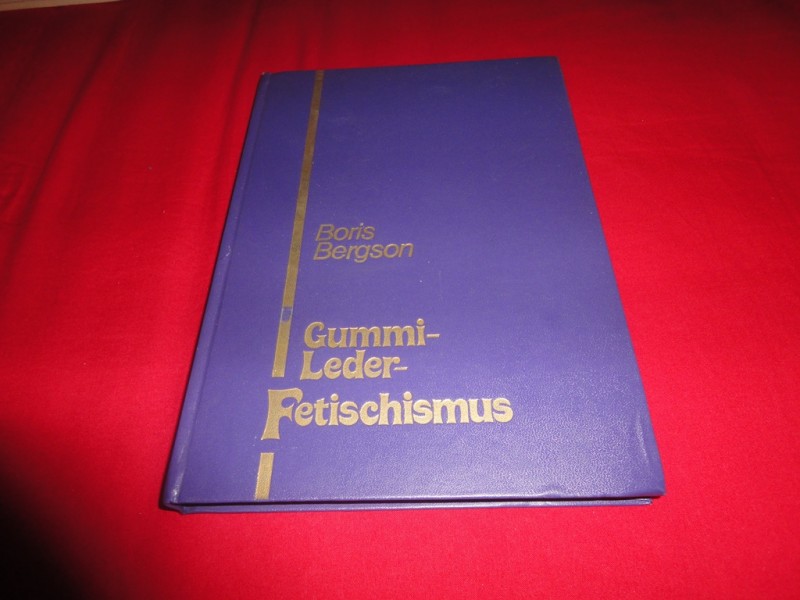 Boris
Bergson
Gummi-
Leder-
Fetischismus